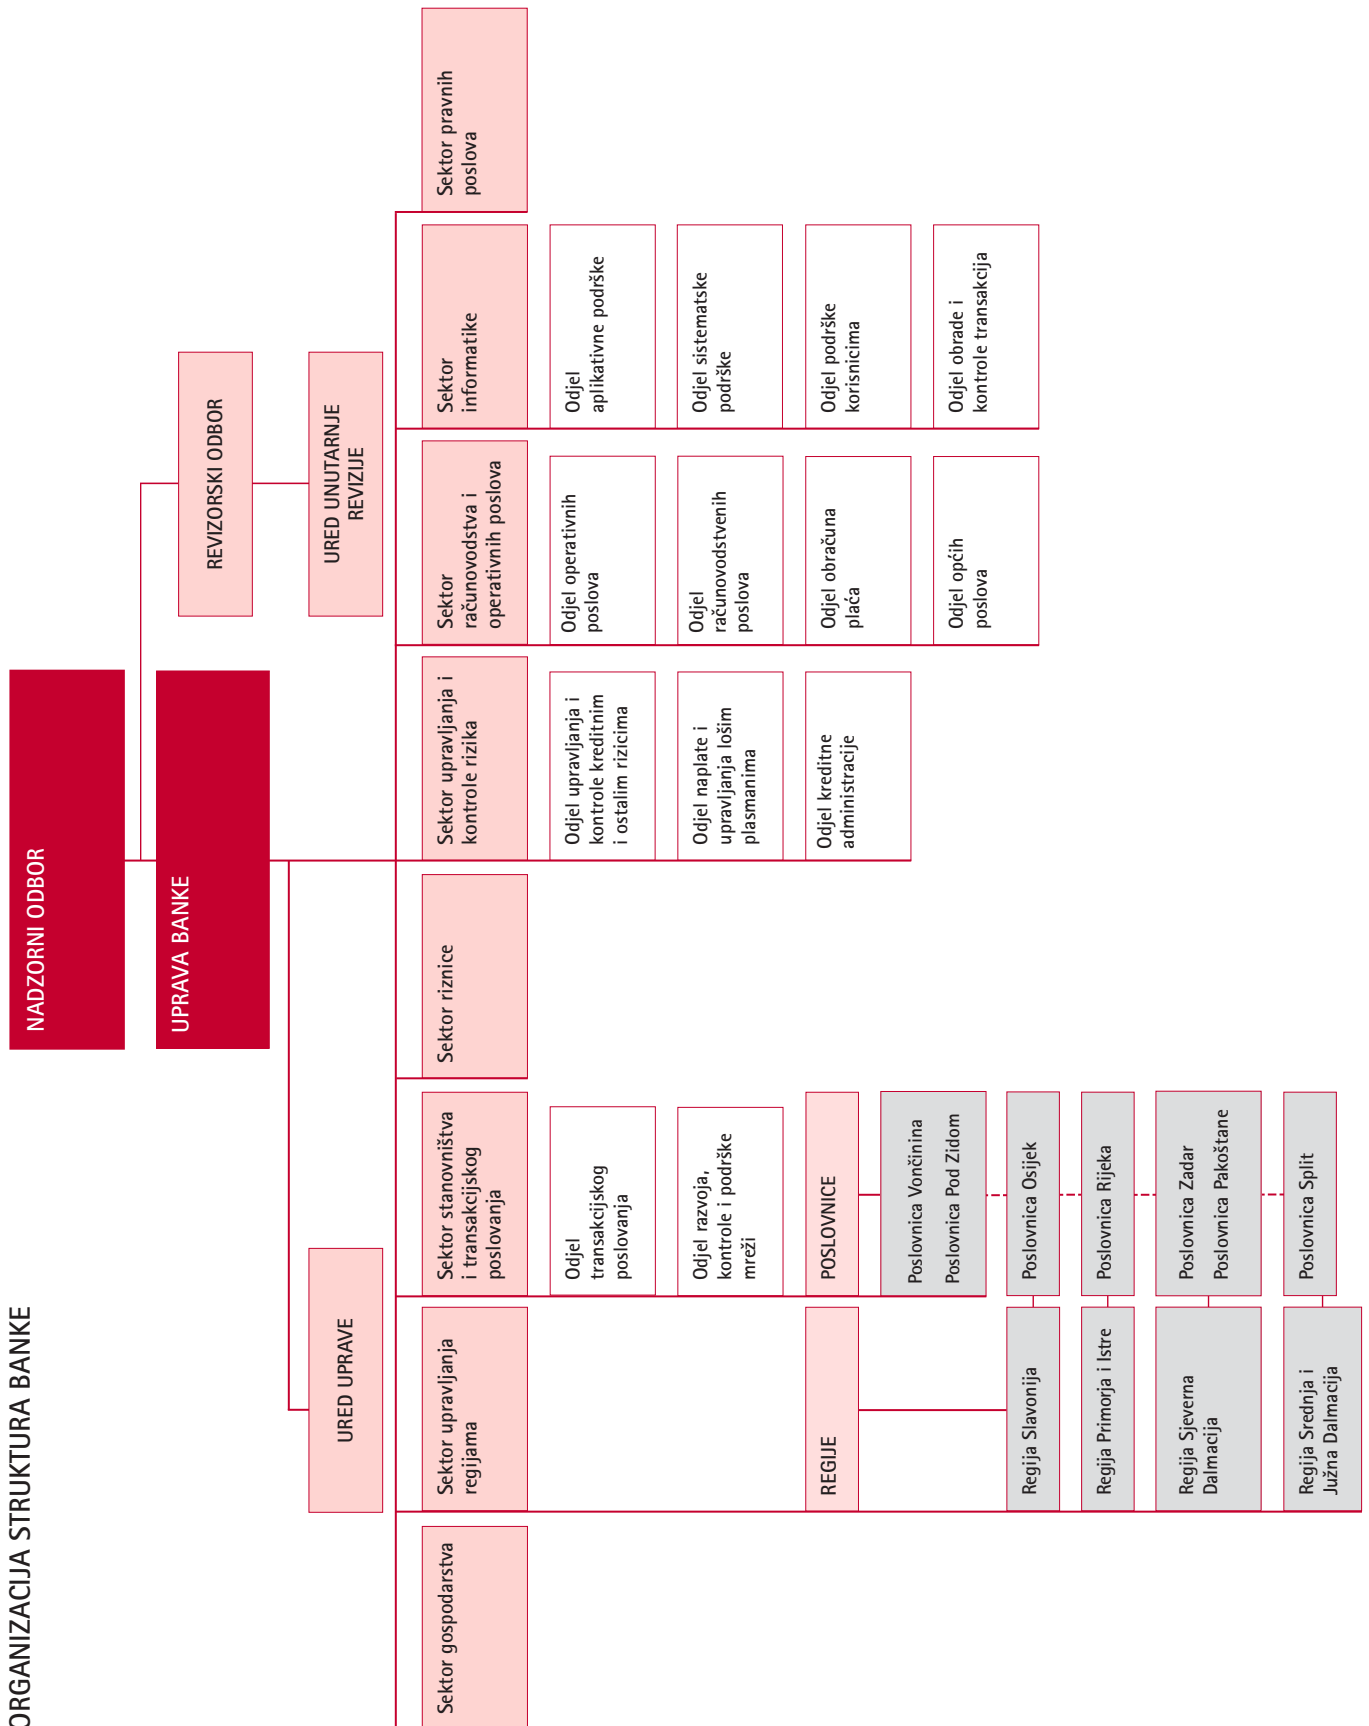 ORGANIZACIJA STRUKTURA BANKE
NADZORNI ODBOR
UPRAVA BANKE
REVIZORSKI ODBOR
URED UNUTARNJE
REVIZIJE
URED UPRAVE
Sektor gospodarstva
Sektor upravljanja
regijama
REGIJE
Regija Slavonija
Regija Primorja i Istre
Regija Sjeverna
Dalmacija
Regija Srednja i
Južna Dalmacija
Sektor stanovništva
i transakcijskog
poslovanja
Odjel
transakcijskog
poslovanja
Odjel razvoja,
kontrole i podrške
mreži
POSLOVNICE
Poslovnica Vončinina
Poslovnica Pod Zidom
Poslovnica Osijek
Poslovnica Rijeka
Poslovnica Zadar
Poslovnica Pakoštane
Poslovnica Split
Sektor riznice
Sektor upravljanja i
kontrole rizika
Odjel upravljanja i
kontrole kreditnim
i ostalim rizicima
Odjel naplate i
upravljanja lošim
plasmanima
Odjel kreditne
administracije
Sektor
računovodstva i
operativnih poslova
Odjel operativnih
poslova
Odjel
računovodstvenih
poslova
Odjel obračuna
plaća
Odjel općih
poslova
Sektor
informatike
Odjel
aplikativne podrške
Odjel sistematske
podrške
Odjel podrške
korisnicima
Odjel obrade i
kontrole transakcija
Sektor pravnih
poslova